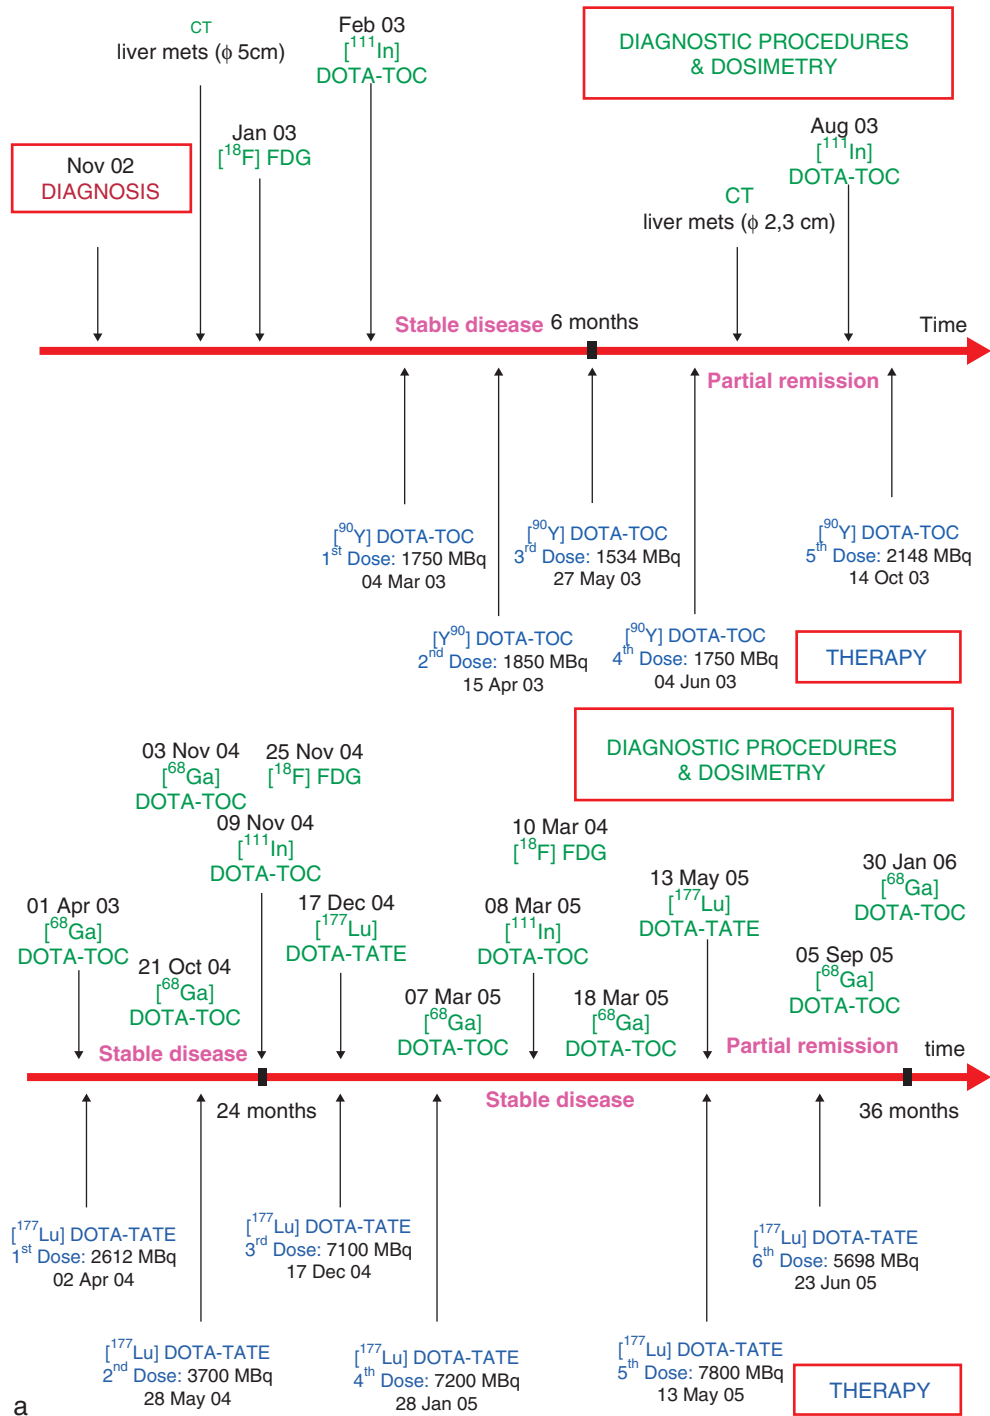 CT
liver mets (ϕ 5cm)
Feb 03
[¹¹¹In]
DOTA-TOC
DIAGNOSTIC PROCEDURES
& DOSIMETRY
Jan 03
[¹⁸F] FDG
Nov 02
DIAGNOSIS
Aug 03
[¹¹¹In]
DOTA-TOC
CT
liver mets (ϕ 2,3 cm)
Stable disease
6 months
Time
Partial remission
[⁹⁰Y] DOTA-TOC
1ˢᵗ Dose: 1750 MBq
04 Mar 03
[⁹⁰Y] DOTA-TOC
3ʳᵈ Dose: 1534 MBq
27 May 03
[⁹⁰Y] DOTA-TOC
5ᵗʰ Dose: 2148 MBq
14 Oct 03
[Y⁹⁰] DOTA-TOC
2ⁿᵈ Dose: 1850 MBq
15 Apr 03
[⁹⁰Y] DOTA-TOC
4ᵗʰ Dose: 1750 MBq
04 Jun 03
THERAPY
DIAGNOSTIC PROCEDURES
& DOSIMETRY
03 Nov 04
[⁶⁸Ga]
DOTA-TOC
25 Nov 04
[¹⁸F] FDG
09 Nov 04
[¹¹¹In]
DOTA-TOC
10 Mar 04
[¹⁸F] FDG
01 Apr 03
[⁶⁸Ga]
DOTA-TOC
17 Dec 04
[¹⁷⁷Lu]
DOTA-TATE
08 Mar 05
[¹¹¹In]
DOTA-TOC
13 May 05
[¹⁷⁷Lu]
DOTA-TATE
30 Jan 06
[⁶⁸Ga]
DOTA-TOC
21 Oct 04
[⁶⁸Ga]
DOTA-TOC
07 Mar 05
[⁶⁸Ga]
DOTA-TOC
18 Mar 05
[⁶⁸Ga]
DOTA-TOC
05 Sep 05
[⁶⁸Ga]
DOTA-TOC
Stable disease
Partial remission
time
24 months
Stable disease
36 months
[¹⁷⁷Lu] DOTA-TATE
1ˢᵗ Dose: 2612 MBq
02 Apr 04
[¹⁷⁷Lu] DOTA-TATE
3ʳᵈ Dose: 7100 MBq
17 Dec 04
[¹⁷⁷Lu] DOTA-TATE
6ᵗʰ Dose: 5698 MBq
23 Jun 05
[¹⁷⁷Lu] DOTA-TATE
2ⁿᵈ Dose: 3700 MBq
28 May 04
[¹⁷⁷Lu] DOTA-TATE
4ᵗʰ Dose: 7200 MBq
28 Jan 05
[¹⁷⁷Lu] DOTA-TATE
5ᵗʰ Dose: 7800 MBq
13 May 05
THERAPY
a